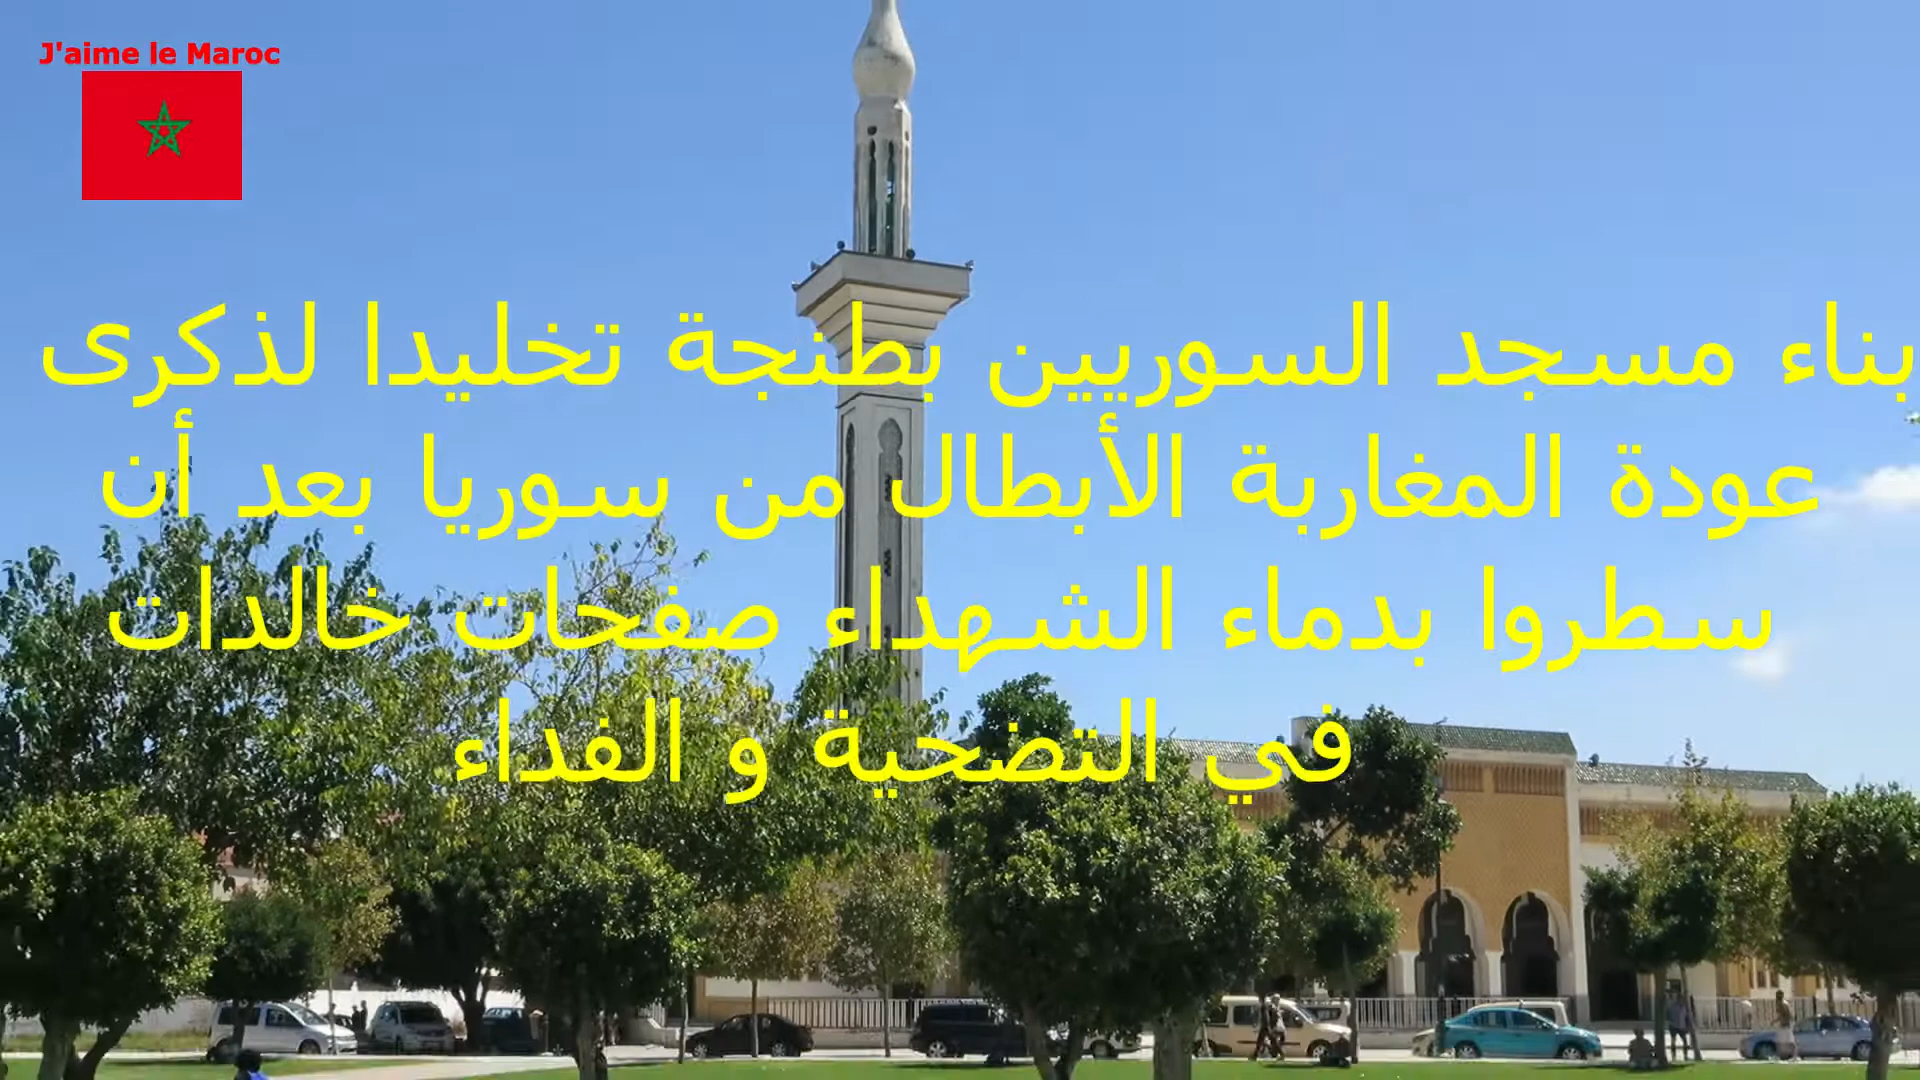 J'aime le Maroc
بناء مسجد السوريين بطنجة تخليدا لذكرى
عودة المغاربة الأبطال من سوريا بعد أن
سطروا بدماء الشهداء صفحات خالدات
في التضحية و الفداء